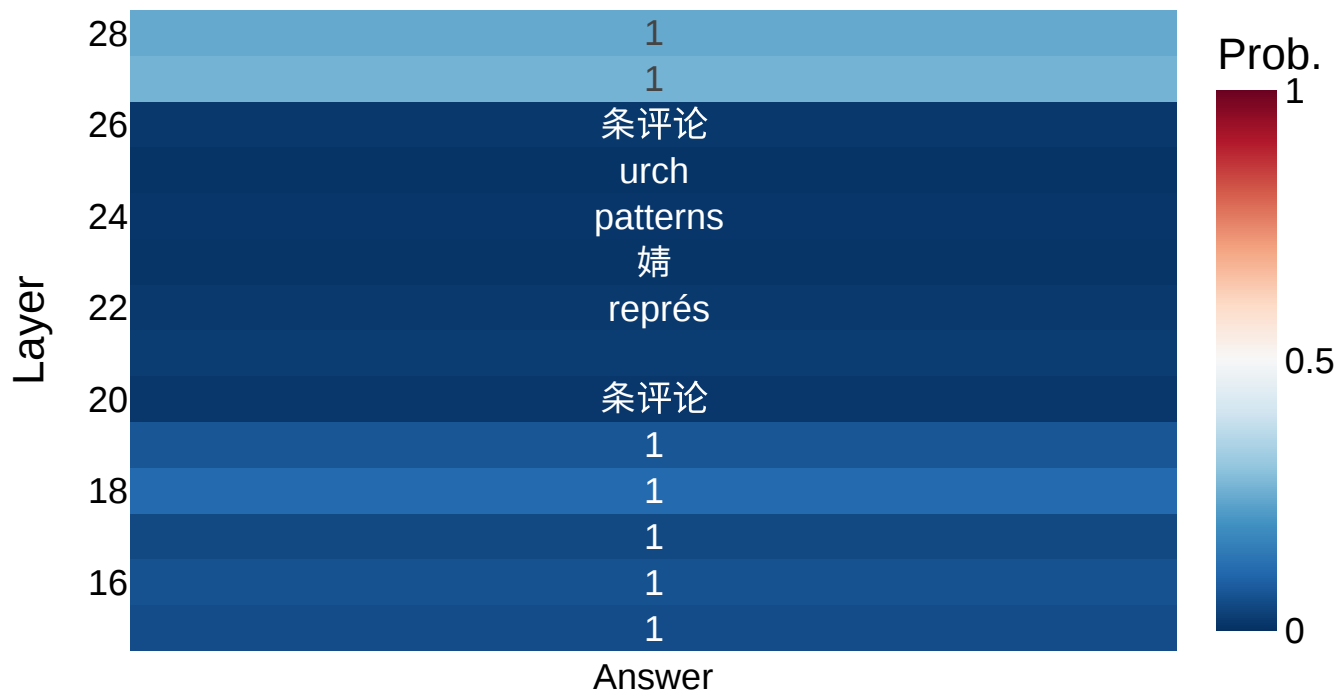 Prob.
1
0.5
0
Layer
28 1
1
26 条评论
urch
24 patterns
婧
22 représ
20 条评论
1
18 1
1
16 1
1
Answer